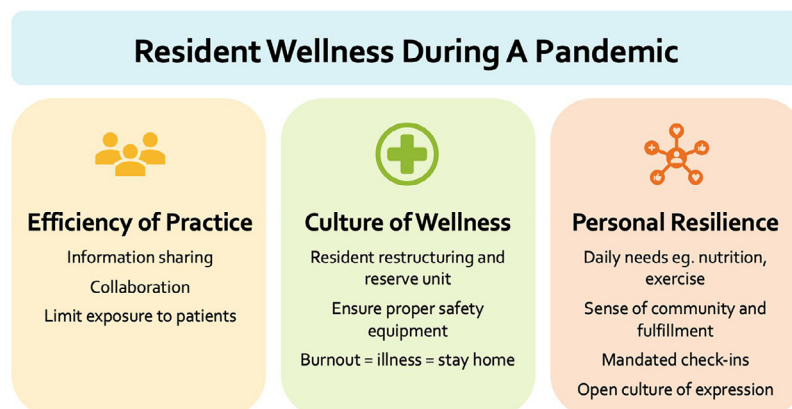 Resident Wellness During A Pandemic
Efficiency of Practice
Information sharing
Collaboration
Limit exposure to patients
Culture of Wellness
Resident restructuring and
reserve unit
Ensure proper safety
equipment
Burnout = illness = stay home
Personal Resilience
Daily needs eg. nutrition,
exercise
Sense of community and
fulfillment
Mandated check-ins
Open culture of expression